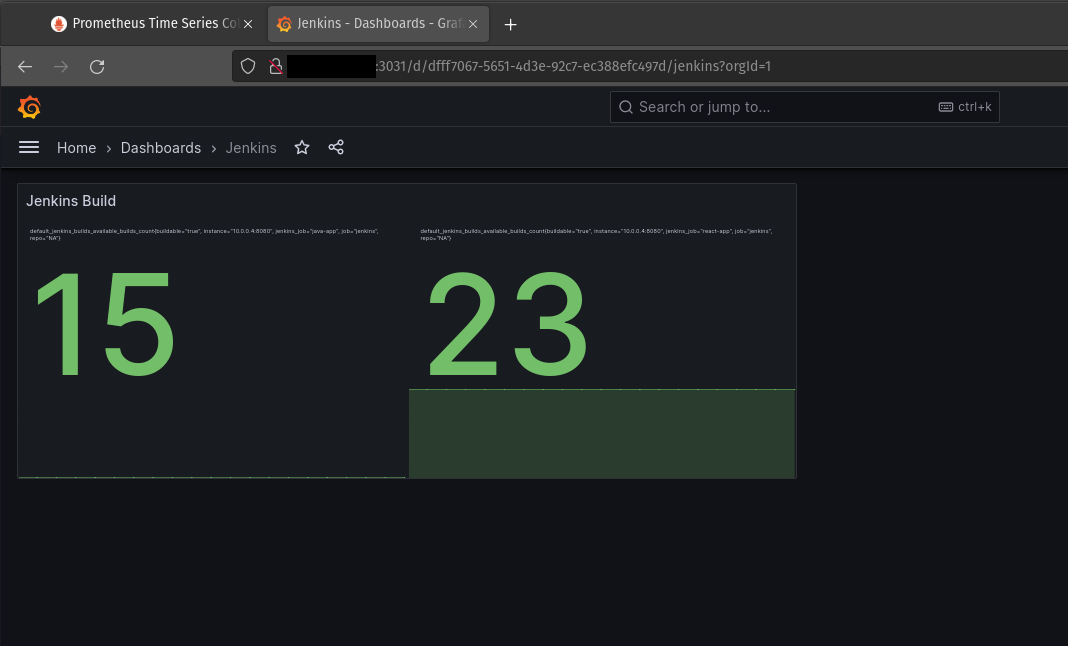 Prometheus Time Series Co
Jenkins - Dashboards - Graf
:3031/d/dfff7067-5651-4d3e-92c7-ec388efc497d/jenkins?orgId=1
Search or jump to...
ctrl+k
Home › Dashboards › Jenkins
Jenkins Build
default_jenkins_builds_available_builds_count{buildable="true", instance="10.0.0.4:8080", jenkins_job="java-app", job="jenkins",
repo="NA"}
15
default_jenkins_builds_available_builds_count{buildable="true", instance="10.0.0.4:8080", jenkins_job="react-app", job="jenkins",
repo="NA"}
23